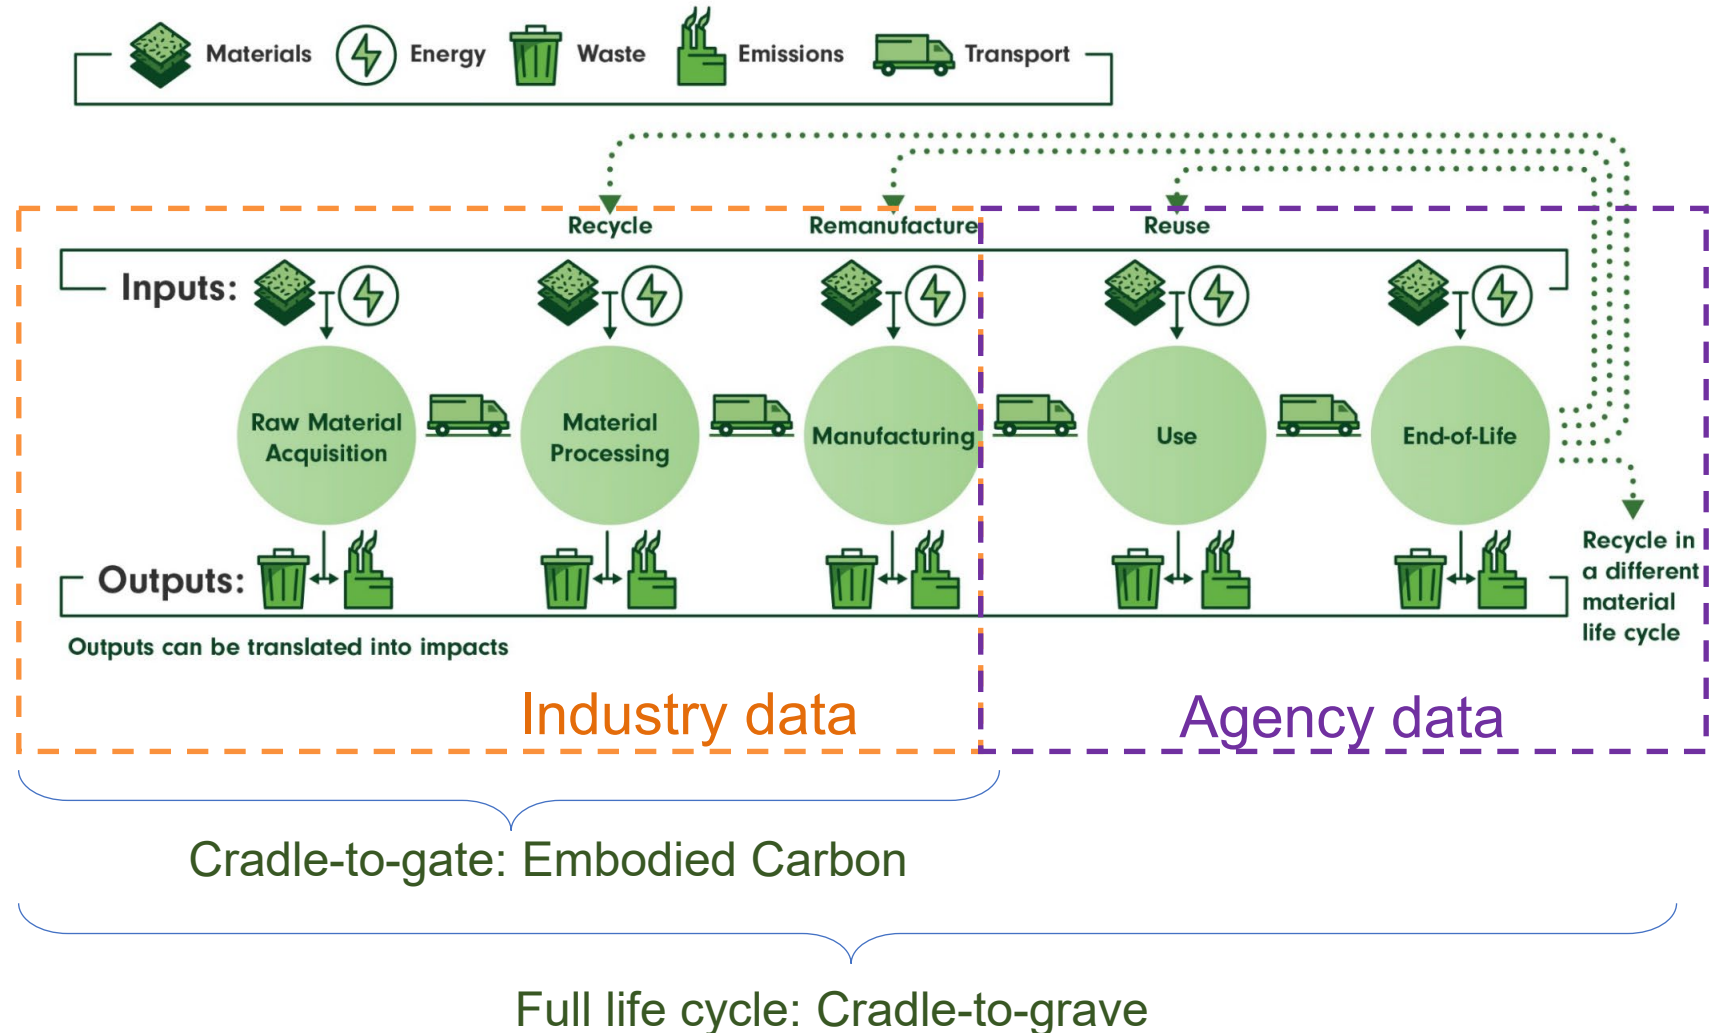 Materials
Energy
Waste
Emissions
Transport
Recycle
Remanufacture
Reuse
Inputs:
Raw Material
Acquisition
Material
Processing
Manufacturing
Use
End-of-Life
Outputs:
Recycle in
a different
material
life cycle
Outputs can be translated into impacts
Industry data
Agency data
Cradle-to-gate: Embodied Carbon
Full life cycle: Cradle-to-grave